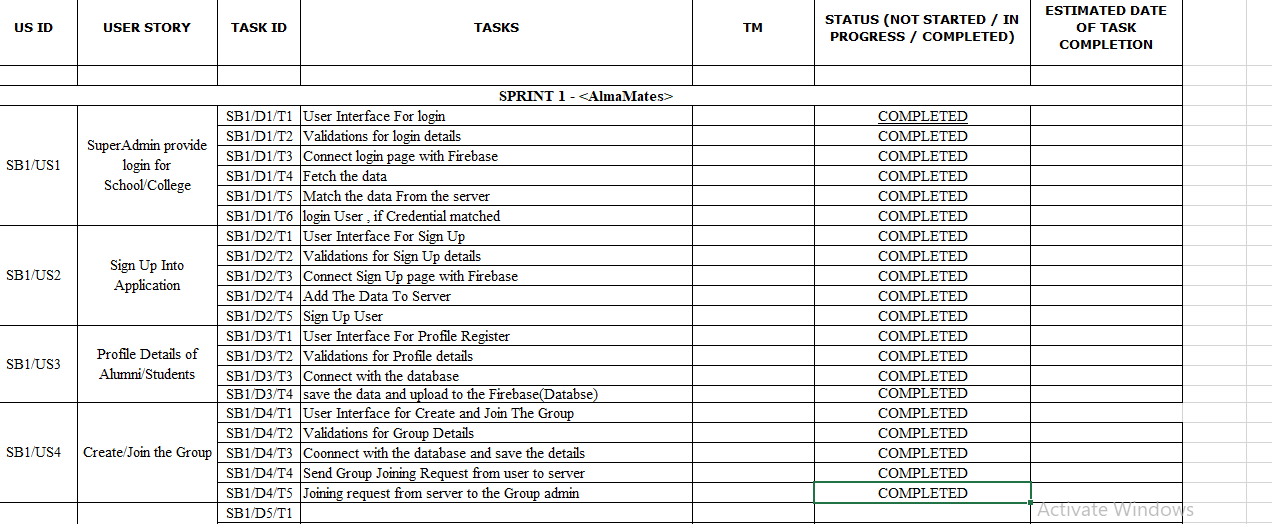 US ID USER STORY TASK ID TASKS TM STATUS (NOT STARTED / IN PROGRESS / COMPLETED) ESTIMATED DATE OF TASK COMPLETION
SPRINT 1 - <AlmaMates>
SB1/US1
SuperAdmin provide
login for
School/College
SB1/D1/T1 User Interface For login COMPLETED
SB1/D1/T2 Validations for login details COMPLETED
SB1/D1/T3 Connect login page with Firebase COMPLETED
SB1/D1/T4 Fetch the data COMPLETED
SB1/D1/T5 Match the data From the server COMPLETED
SB1/D1/T6 login User , if Credential matched COMPLETED
SB1/US2
Sign Up Into
Application
SB1/D2/T1 User Interface For Sign Up COMPLETED
SB1/D2/T2 Validations for Sign Up details COMPLETED
SB1/D2/T3 Connect Sign Up page with Firebase COMPLETED
SB1/D2/T4 Add The Data To Server COMPLETED
SB1/D2/T5 Sign Up User COMPLETED
SB1/US3
Profile Details of
Alumni/Students
SB1/D3/T1 User Interface For Profile Register COMPLETED
SB1/D3/T2 Validations for Profile details COMPLETED
SB1/D3/T3 Connect with the database COMPLETED
SB1/D3/T4 save the data and upload to the Firebase(Databse) COMPLETED
SB1/US4
Create/Join the Group
SB1/D4/T1 User Interface for Create and Join The Group COMPLETED
SB1/D4/T2 Validations for Group Details COMPLETED
SB1/D4/T3 Coonnect with the database and save the details COMPLETED
SB1/D4/T4 Send Group Joining Request from user to server COMPLETED
SB1/D4/T5 Joining request from server to the Group admin COMPLETED
SB1/D5/T1
Activate Windows